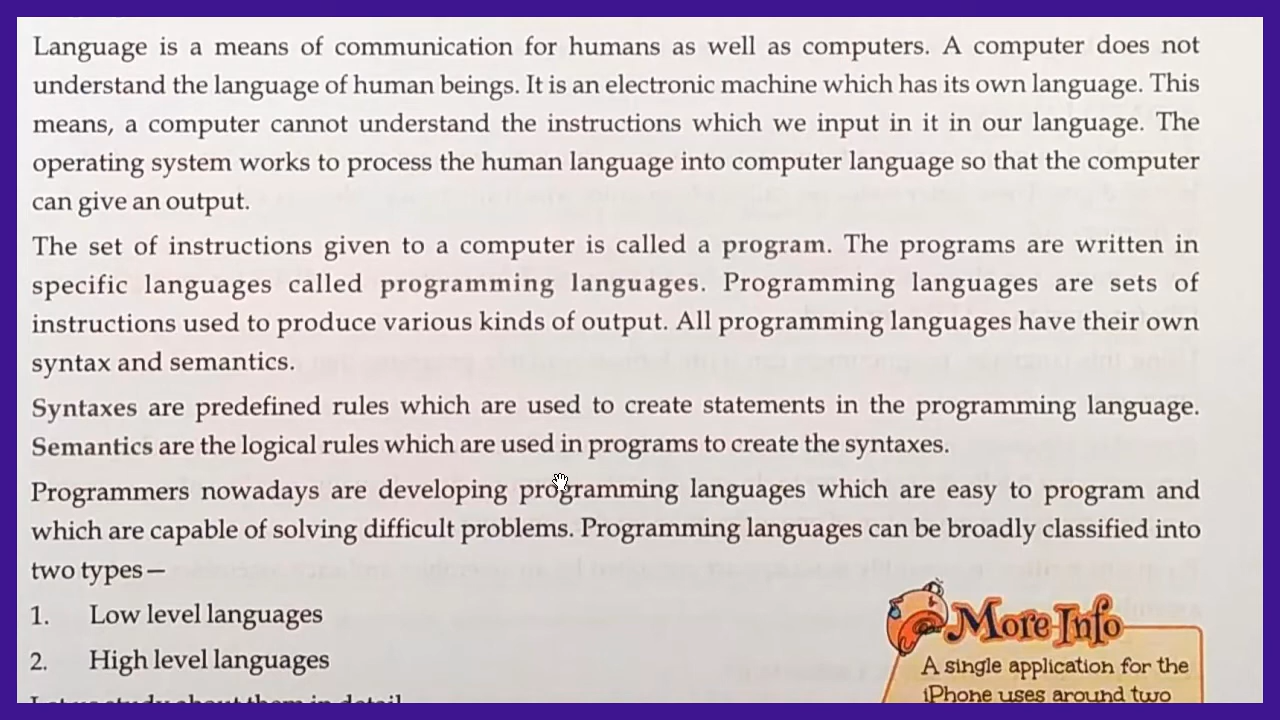 Language is a means of communication for humans as well as computers. A computer does not
understand the language of human beings. It is an electronic machine which has its own language. This
means, a computer cannot understand the instructions which we input in it in our language. The
operating system works to process the human language into computer language so that the computer
can give an output.
The set of instructions given to a computer is called a program. The programs are written in
specific languages called programming languages. Programming languages are sets of
instructions used to produce various kinds of output. All programming languages have their own
syntax and semantics.
Syntaxes are predefined rules which are used to create statements in the programming language.
Semantics are the logical rules which are used in programs to create the syntaxes.
Programmers nowadays are developing programming languages which are easy to program and
which are capable of solving difficult problems. Programming languages can be broadly classified into
two types—
1. Low level languages
2. High level languages
Let us study about them in detail
More Info
A single application for the
iPhone uses around two